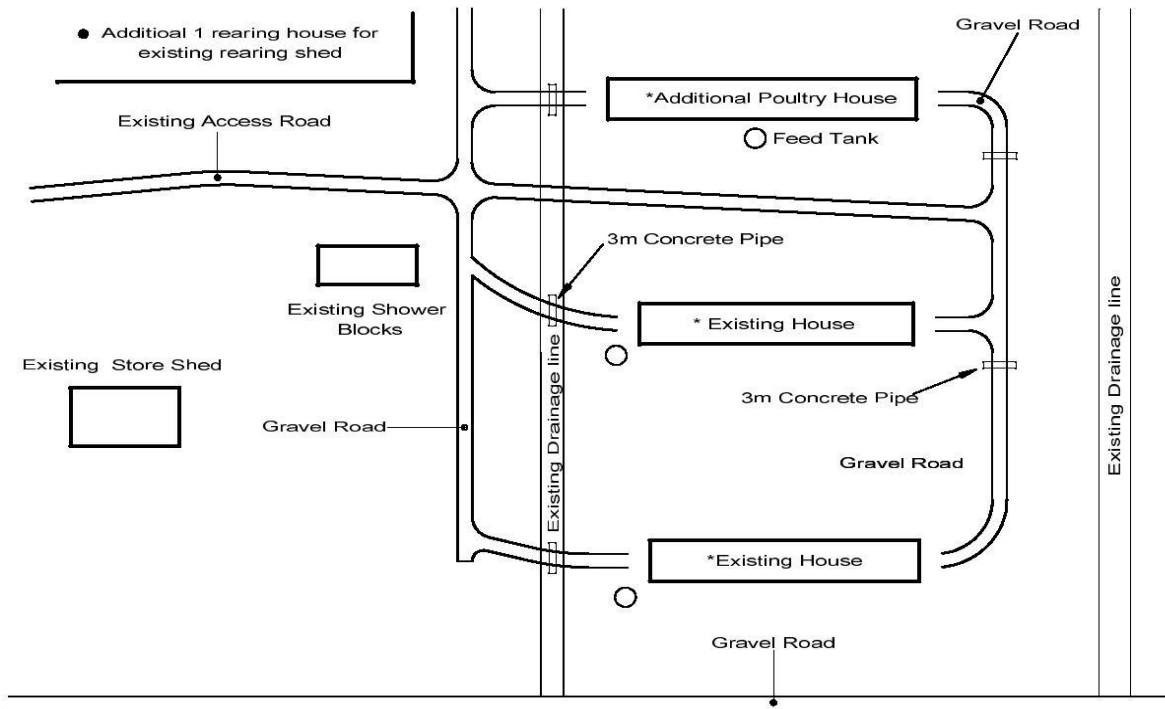 Additioal 1 rearing house for
existing rearing shed
Gravel Road
*Additional Poultry House
Existing Access Road
Feed Tank
3m Concrete Pipe
Existing Shower
Blocks
* Existing House
Existing Store Shed
3m Concrete Pipe
Gravel Road
Gravel Road
Existing Drainage line
Existing Drainage line
*Existing House
Gravel Road